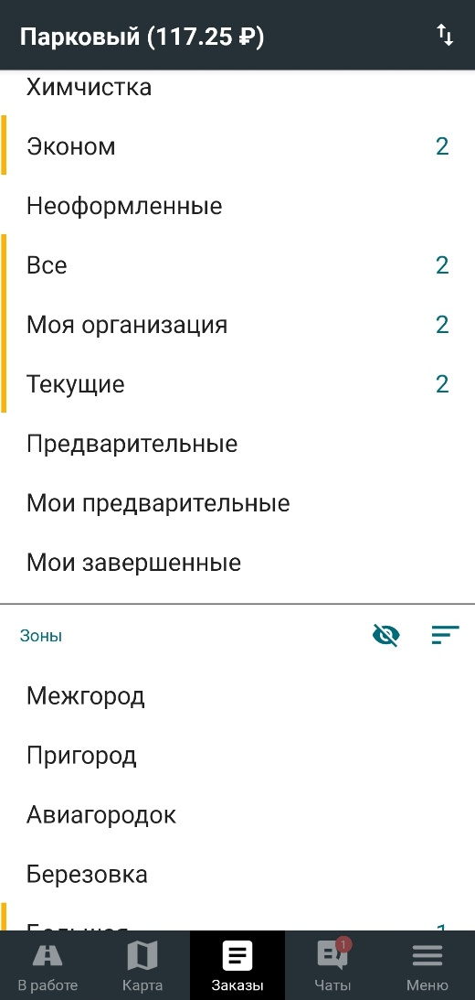 Парковый (117.25 ₽)
Химчистка
Эконом 2
Неоформленные
Все 2
Моя организация 2
Текущие 2
Предварительные
Мои предварительные
Мои завершенные
Зоны
Межгород
Пригород
Авиагородок
Березовка
1
В работе Карта Заказы Чаты 1 Меню